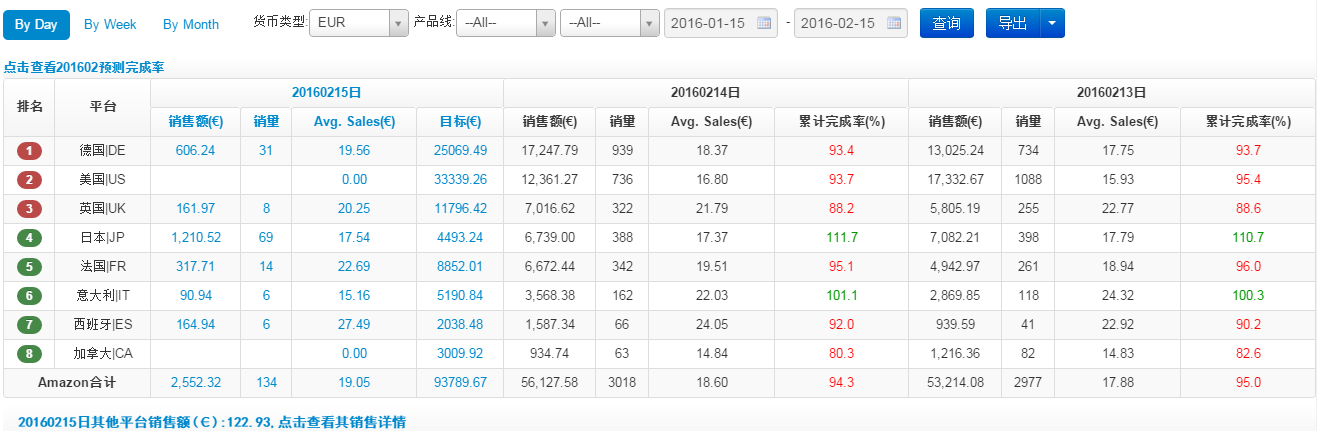 By Day By Week By Month 货币类型: EUR 产品线: --All-- --All-- 2016-01-15 - 2016-02-15 查询 导出
点击查看201602预测完成率
排名 平台 20160215日 20160214日 20160213日
销售额(€) 销量 Avg. Sales(€) 目标(€) 销售额(€) 销量 Avg. Sales(€) 累计完成率(%) 销售额(€) 销量 Avg. Sales(€) 累计完成率(%)
1 德国|DE 606.24 31 19.56 25069.49 17,247.79 939 18.37 93.4 13,025.24 734 17.75 93.7
2 美国|US 0.00 33339.26 12,361.27 736 16.80 93.7 17,332.67 1088 15.93 95.4
3 英国|UK 161.97 8 20.25 11796.42 7,016.62 322 21.79 88.2 5,805.19 255 22.77 88.6
4 日本|JP 1,210.52 69 17.54 4493.24 6,739.00 388 17.37 111.7 7,082.21 398 17.79 110.7
5 法国|FR 317.71 14 22.69 8852.01 6,672.44 342 19.51 95.1 4,942.97 261 18.94 96.0
6 意大利|IT 90.94 6 15.16 5190.84 3,568.38 162 22.03 101.1 2,869.85 118 24.32 100.3
7 西班牙|ES 164.94 6 27.49 2038.48 1,587.34 66 24.05 92.0 939.59 41 22.92 90.2
8 加拿大|CA 0.00 3009.92 934.74 63 14.84 80.3 1,216.36 82 14.83 82.6
Amazon合计 2,552.32 134 19.05 93789.67 56,127.58 3018 18.60 94.3 53,214.08 2977 17.88 95.0
20160215日其他平台销售额(€):122.93,点击查看其销售详情